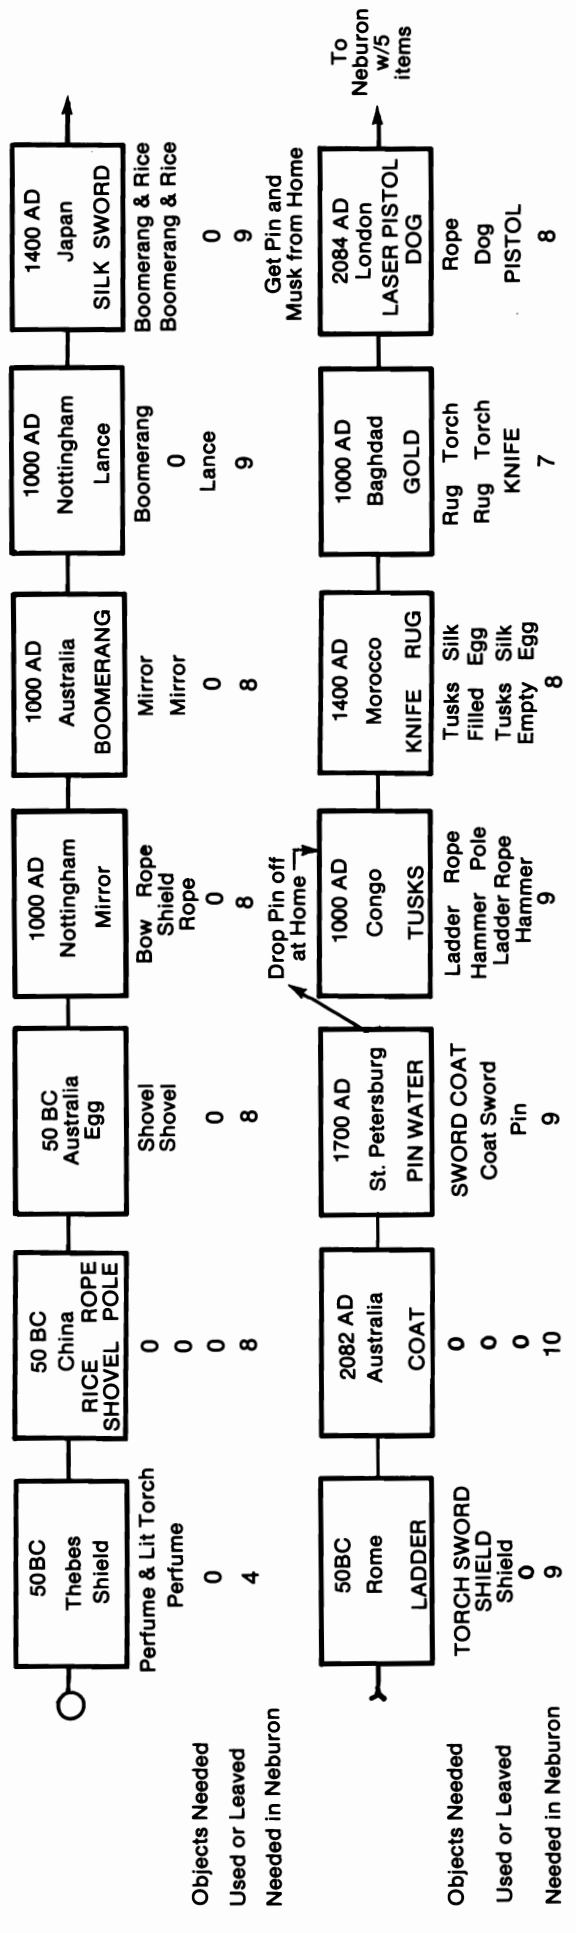 50BC
Thebes
Shield
Perfume & Lit Torch
Perfume
0
4
50 BC
China
RICE ROPE
SHOVEL POLE
0
0
0
8
50 BC
Australia
Egg
Shovel
Shovel
0
8
1000 AD
Nottingham
Mirror
Bow Rope
Shield
Rope
0
8
1000 AD
Australia
BOOMERANG
Mirror
Mirror
0
8
1000 AD
Nottingham
Lance
Boomerang
0
Lance
9
1400 AD
Japan
SILK SWORD
Boomerang & Rice
Boomerang & Rice
0
9
Objects Needed
Used or Leaved
Needed in Neburon
50BC
Rome
LADDER
TORCH SWORD
SHIELD
Shield
0
9
2082 AD
Australia
COAT
0
0
0
10
1700 AD
St. Petersburg
PIN WATER
SWORD COAT
Coat Sword
Pin
9
Drop Pin off
at Home
1000 AD
Congo
TUSKS
Ladder Rope
Hammer Pole
Ladder Rope
Hammer
9
1400 AD
Morocco
KNIFE RUG
Tusks Silk
Filled Egg
Tusks Silk
Empty Egg
8
1000 AD
Baghdad
GOLD
Rug Torch
Rug Torch
KNIFE
7
Get Pin and
Musk from Home
2084 AD
London
LASER PISTOL
DOG
Rope
Dog
PISTOL
8
To
Neburon
w/5
items
Objects Needed
Used or Leaved
Needed in Neburon